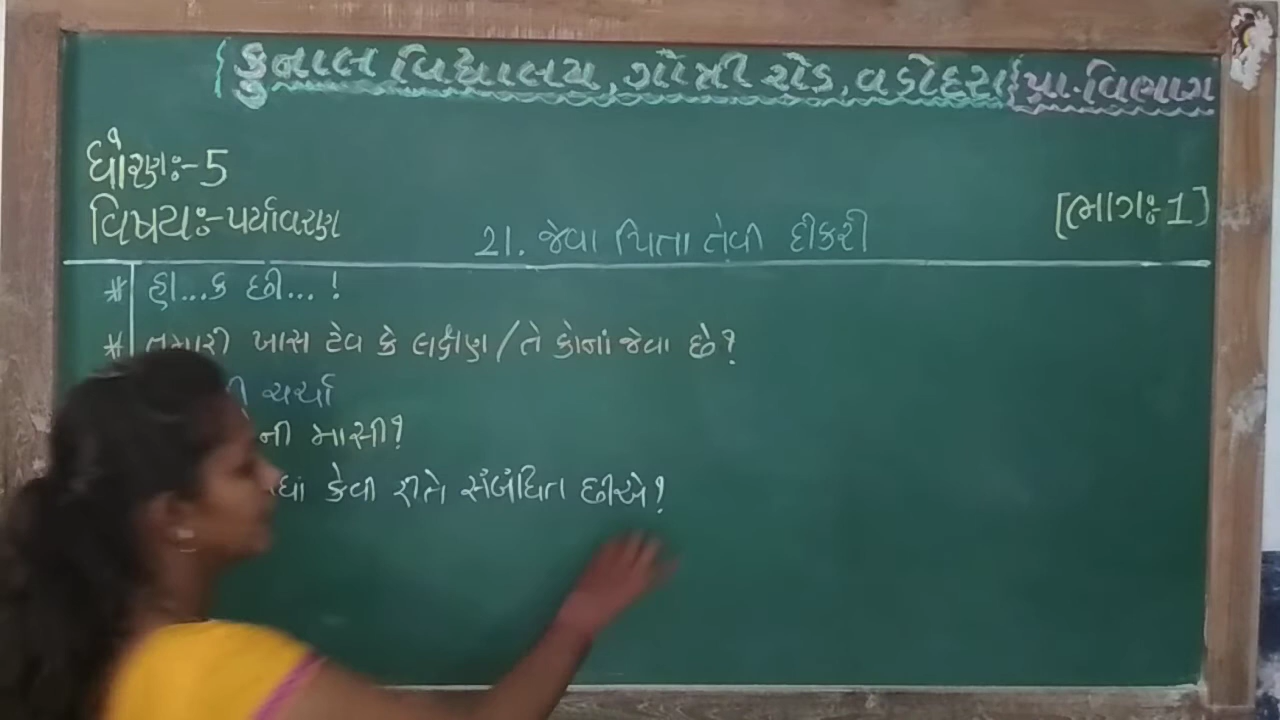 {કુનાલ વિદ્યાલય, ગોત્રી રોડ, વડોદરા} પ્રા. વિભાગ
ધોરણઃ-5
વિષયઃ-પર્યાવરણ
[ભાગઃ1]
21. જેવા પિતા તેવી દીકરી
* હા...ક છી...!
* તમારી ખાસ ટેવ કે લક્ષણ/તે કોનાં જેવા છે?
ચર્ચા
ની માસી?
કેવી રીતે સંબંધિત છીએ?